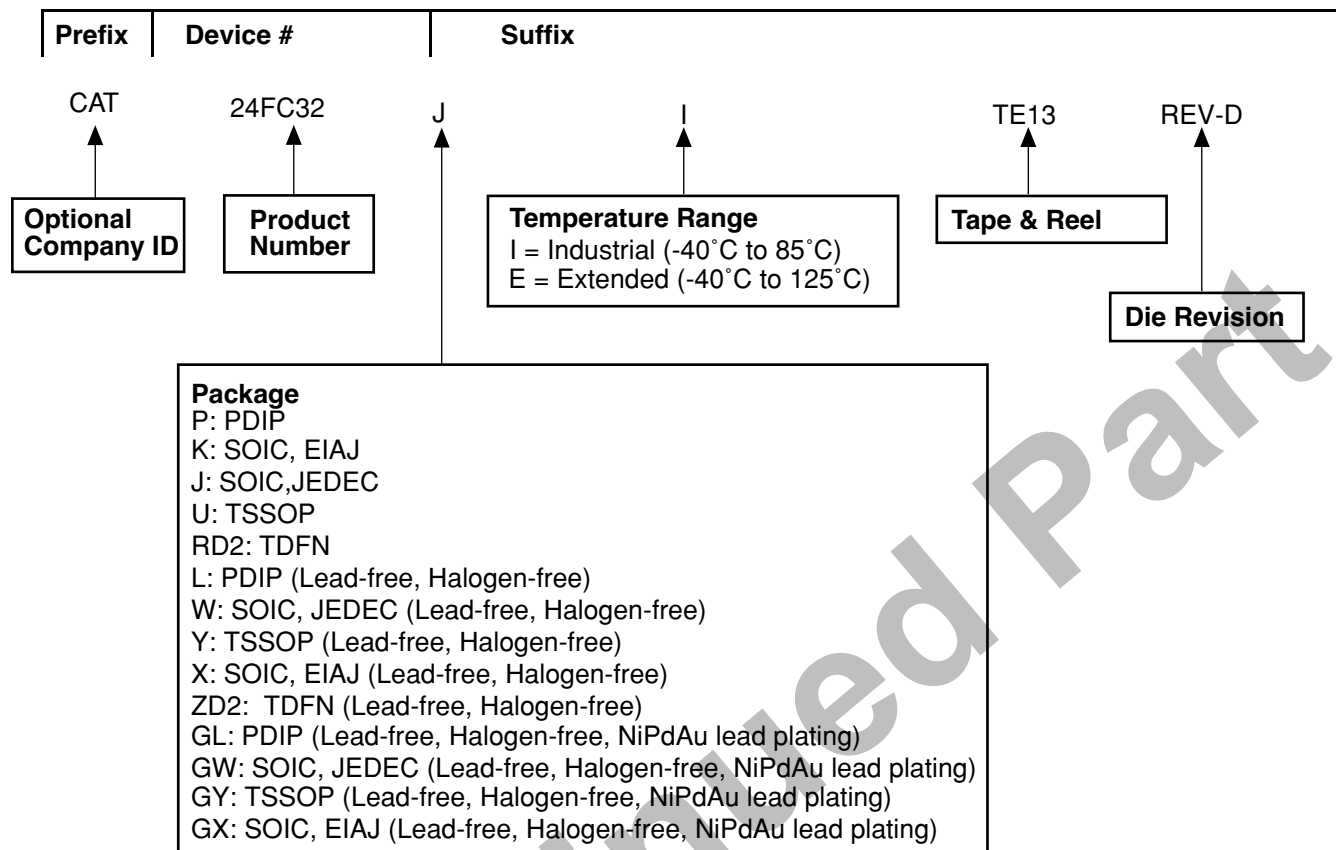 Prefix Device # Suffix
CAT 24FC32 J I TE13 REV-D
Optional
Company ID
Product
Number
Temperature Range
I = Industrial (-40˚C to 85˚C)
E = Extended (-40˚C to 125˚C)
Tape & Reel
Die Revision
Package
P: PDIP
K: SOIC, EIAJ
J: SOIC,JEDEC
U: TSSOP
RD2: TDFN
L: PDIP (Lead-free, Halogen-free)
W: SOIC, JEDEC (Lead-free, Halogen-free)
Y: TSSOP (Lead-free, Halogen-free)
X: SOIC, EIAJ (Lead-free, Halogen-free)
ZD2: TDFN (Lead-free, Halogen-free)
GL: PDIP (Lead-free, Halogen-free, NiPdAu lead plating)
GW: SOIC, JEDEC (Lead-free, Halogen-free, NiPdAu lead plating)
GY: TSSOP (Lead-free, Halogen-free, NiPdAu lead plating)
GX: SOIC, EIAJ (Lead-free, Halogen-free, NiPdAu lead plating)
nued Part